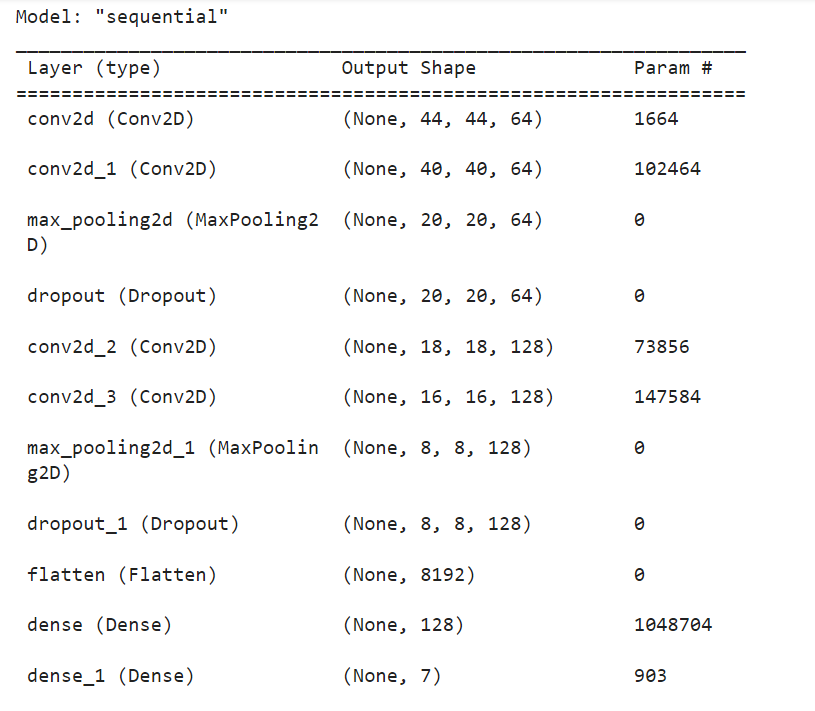 Model: "sequential"
_________________________________________________________________
Layer (type) Output Shape Param #
=================================================================
conv2d (Conv2D) (None, 44, 44, 64) 1664
conv2d_1 (Conv2D) (None, 40, 40, 64) 102464
max_pooling2d (MaxPooling2 (None, 20, 20, 64) 0
D)
dropout (Dropout) (None, 20, 20, 64) 0
conv2d_2 (Conv2D) (None, 18, 18, 128) 73856
conv2d_3 (Conv2D) (None, 16, 16, 128) 147584
max_pooling2d_1 (MaxPoolin (None, 8, 8, 128) 0
g2D)
dropout_1 (Dropout) (None, 8, 8, 128) 0
flatten (Flatten) (None, 8192) 0
dense (Dense) (None, 128) 1048704
dense_1 (Dense) (None, 7) 903